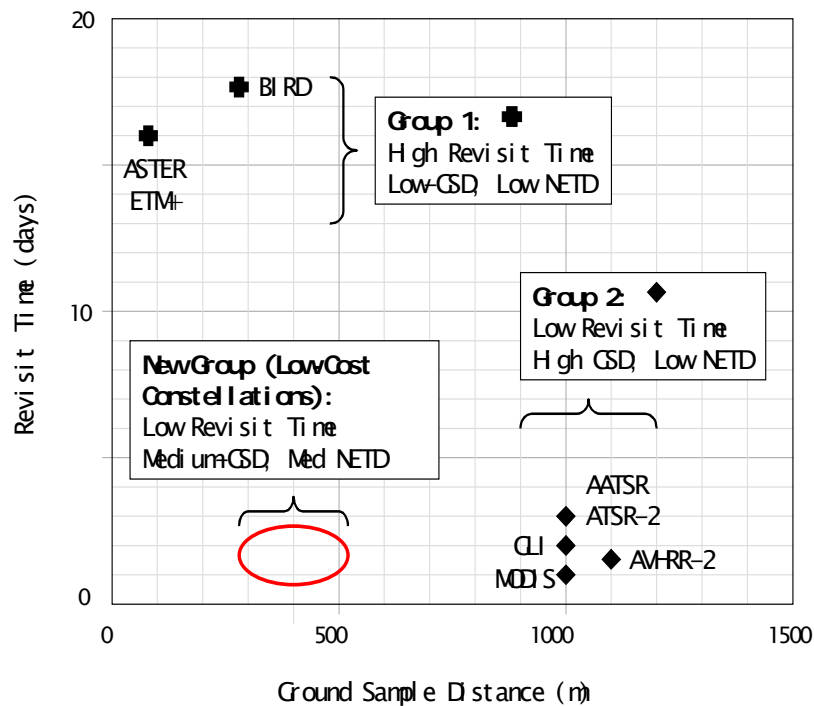 20
BIRD
ASTER
ETM+
Group 1:
High Revisit Time
Low-GSD, Low NETD
Revisit Time (days)
10
Group 2:
Low Revisit Time
High GSD, Low NETD
New Group (Low-Cost
Constellations):
Low Revisit Time
Medium-GSD, Med NETD
AATSR
ATSR-2
GLI
AVHRR-2
MODIS
0
0
500
1000
1500
Ground Sample Distance (m)